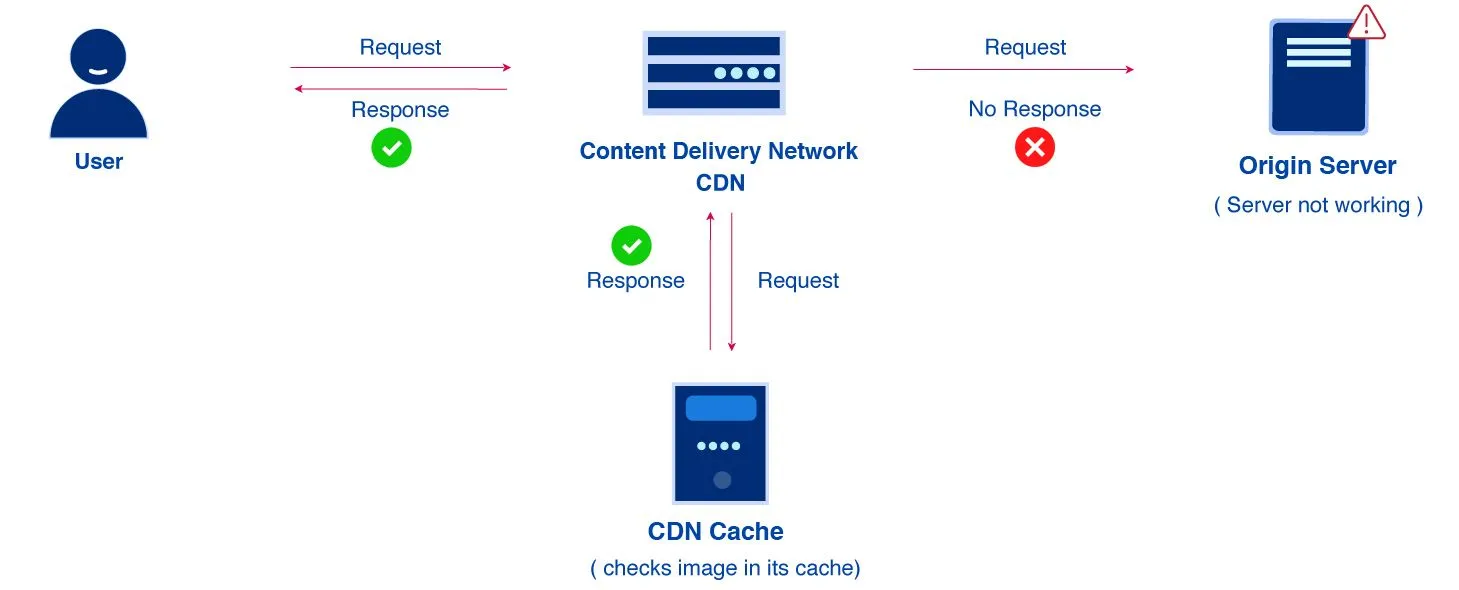 Request
Response
User
Content Delivery Network
CDN
Request
No Response
Origin Server
( Server not working )
Response
Request
CDN Cache
( checks image in its cache)